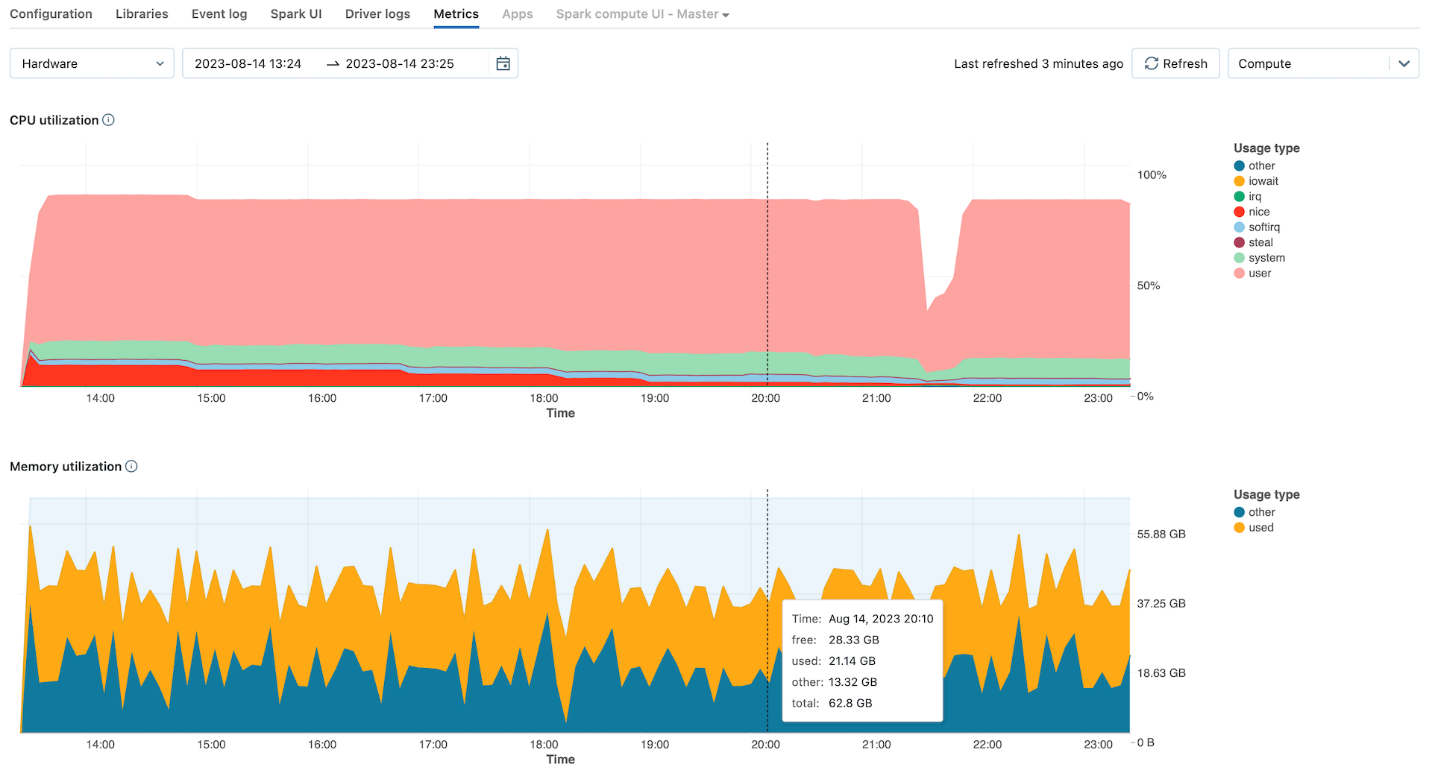 Configuration Libraries Event log Spark UI Driver logs Metrics Apps Spark compute UI - Master
Hardware 2023-08-14 13:24 → 2023-08-14 23:25 Last refreshed 3 minutes ago Refresh Compute
CPU utilization
Usage type
other
iowait
irq
nice
softirq
steal
system
user
100%
50%
0%
14:00 15:00 16:00 17:00 18:00 19:00 20:00 21:00 22:00 23:00
Time
Memory utilization
Usage type
other
used
55.88 GB
37.25 GB
18.63 GB
0 B
Time: Aug 14, 2023 20:10
free: 28.33 GB
used: 21.14 GB
other: 13.32 GB
total: 62.8 GB
14:00 15:00 16:00 17:00 18:00 19:00 20:00 21:00 22:00 23:00
Time